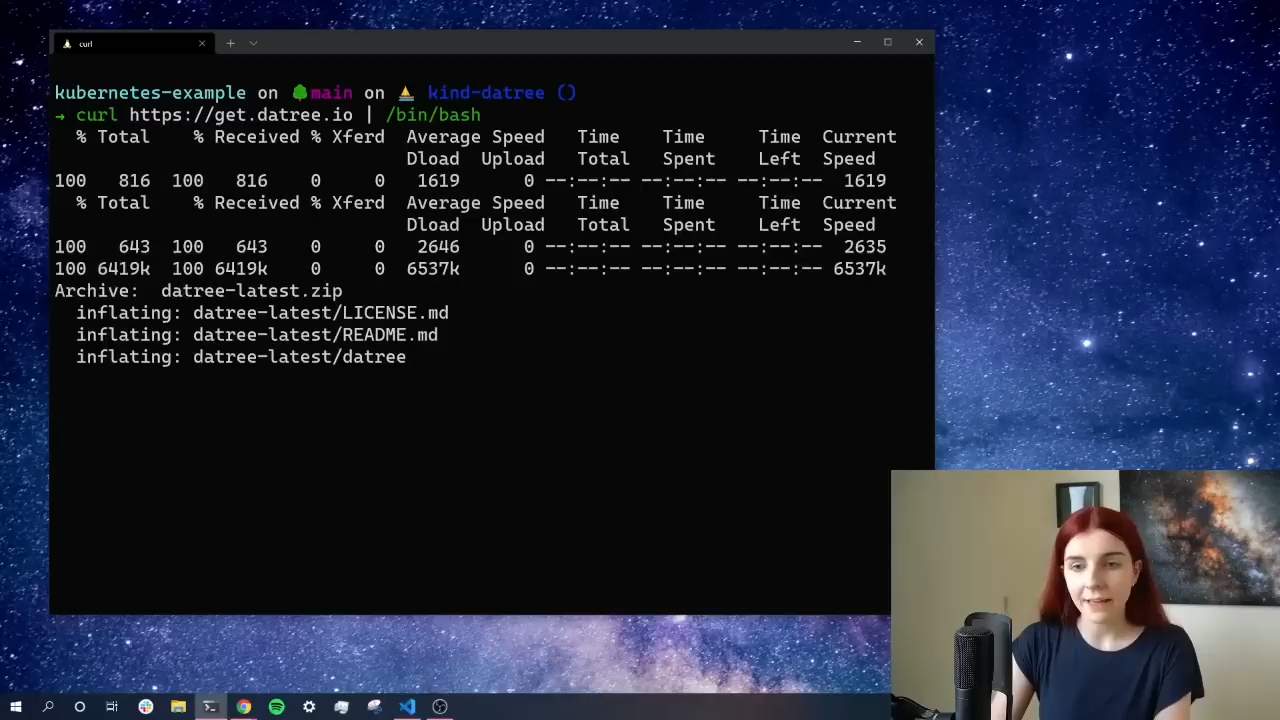 curl
kubernetes-example on main on kind-datree ()
→ curl https://get.datree.io | /bin/bash
% Total % Received % Xferd Average Speed Time Time Time Current
Dload Upload Total Spent Left Speed
100 816 100 816 0 0 1619 0 --:--:-- --:--:-- --:--:-- 1619
% Total % Received % Xferd Average Speed Time Time Time Current
Dload Upload Total Spent Left Speed
100 643 100 643 0 0 2646 0 --:--:-- --:--:-- --:--:-- 2635
100 6419k 100 6419k 0 0 6537k 0 --:--:-- --:--:-- --:--:-- 6537k
Archive: datree-latest.zip
inflating: datree-latest/LICENSE.md
inflating: datree-latest/README.md
inflating: datree-latest/datree